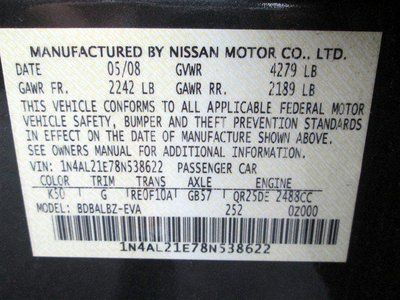 MANUFACTURED BY NISSAN MOTOR CO., LTD.
DATE 05/08 GVWR 4279 LB
GAWR FR. 2242 LB GAWR RR. 2189 LB
THIS VEHICLE CONFORMS TO ALL APPLICABLE FEDERAL MOTOR
VEHICLE SAFETY, BUMPER AND THEFT PREVENTION STANDARDS
IN EFFECT ON THE DATE OF MANUFACTURE SHOWN ABOVE.
SEE OWNERS MANUAL FOR ADDITIONAL INFORMATION.
VIN: 1N4AL21E78N538622 PASSENGER CAR
COLOR TRIM TRANS AXLE ENGINE
K50 G RE0F10A GB57 QR25DE 2488CC
MODEL: BDBALBZ-EVA 252 0Z000
1N4AL21E78N538622